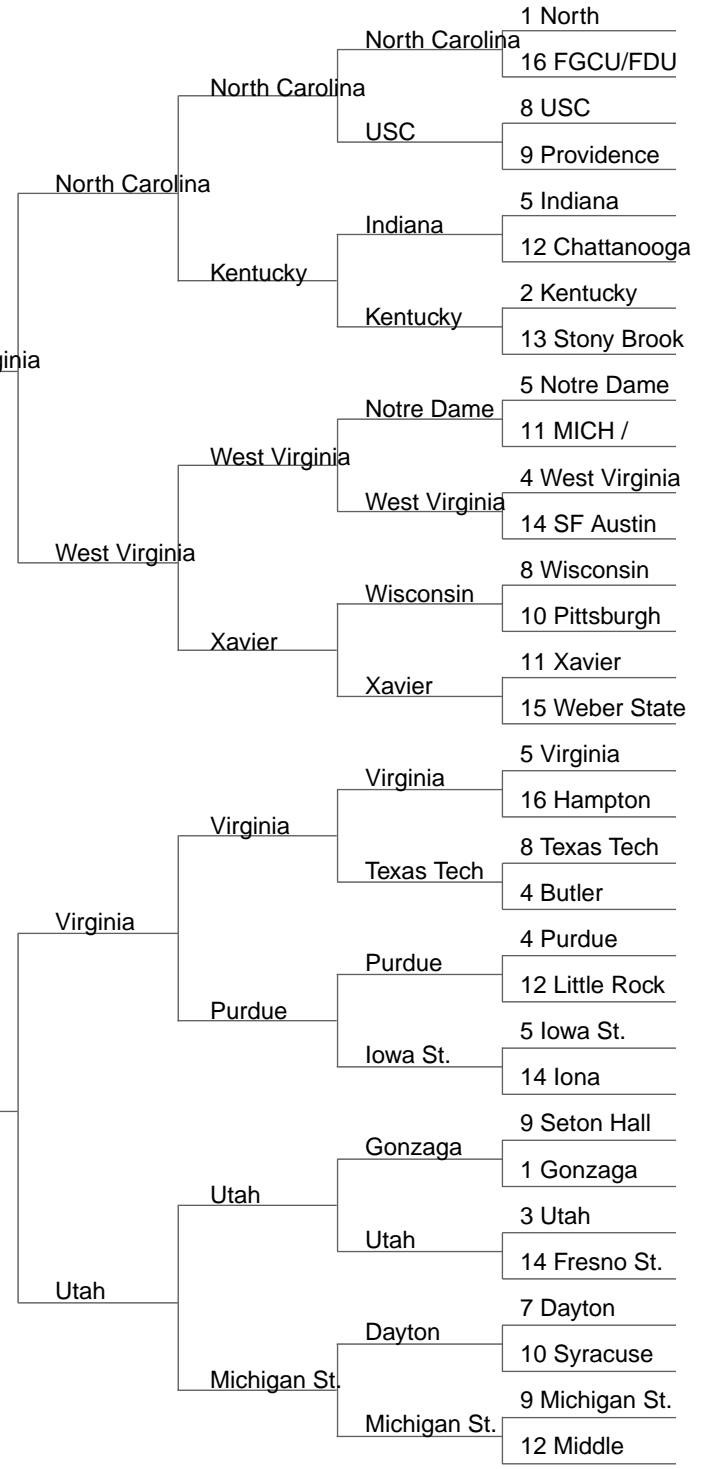 1 North
North Carolina
16 FGCU/FDU
North Carolina
8 USC
USC
9 Providence
North Carolina
5 Indiana
Indiana
12 Chattanooga
Kentucky
2 Kentucky
Kentucky
13 Stony Brook
ginia
5 Notre Dame
Notre Dame
11 MICH /
West Virginia
4 West Virginia
West Virginia
14 SF Austin
West Virginia
8 Wisconsin
Wisconsin
10 Pittsburgh
Xavier
11 Xavier
Xavier
15 Weber State
5 Virginia
Virginia
16 Hampton
Virginia
8 Texas Tech
Texas Tech
4 Butler
Virginia
4 Purdue
Purdue
12 Little Rock
Purdue
5 Iowa St.
Iowa St.
14 Iona
9 Seton Hall
Gonzaga
1 Gonzaga
Utah
3 Utah
Utah
14 Fresno St.
Utah
7 Dayton
Dayton
10 Syracuse
Michigan St.
9 Michigan St.
Michigan St.
12 Middle